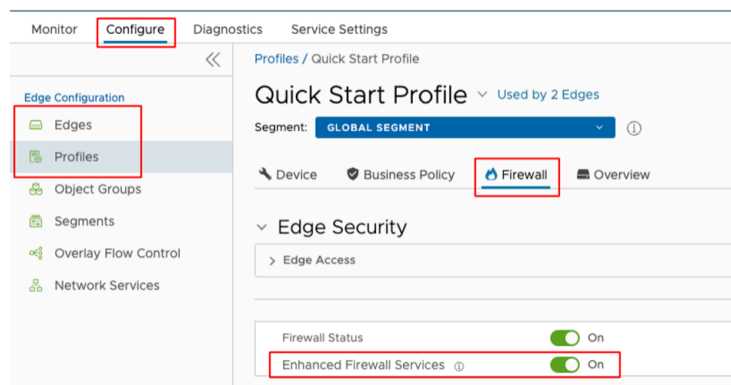 Monitor Configure Diagnostics Service Settings
Profiles / Quick Start Profile
Edge Configuration
Quick Start Profile Used by 2 Edges
Edges
Segment: GLOBAL SEGMENT
Profiles
Device Business Policy Firewall Overview
Object Groups
Segments
Edge Security
Overlay Flow Control
Edge Access
Network Services
Firewall Status On
Enhanced Firewall Services On